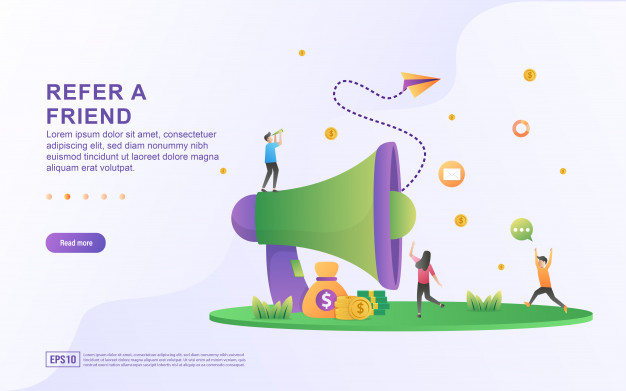 REFER A
FRIEND
Lorem ipsum dolor sit amet, consectetur
adipiscing elit, sed diam nonummy nibh
euismod tincidunt ut laoreet dolore magna
aliquam erat volutpat.
Read more
EPS10